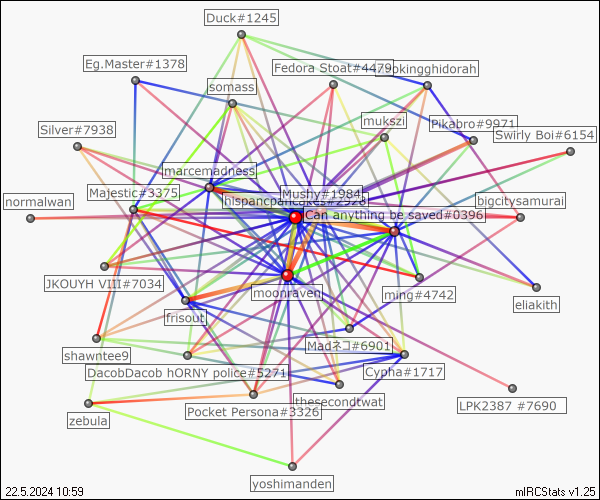 Duck#1245
Eg.Master#1378
Fedora Stoat#4479
okingghidorah
somass
mukszi
Pikabro#9971
Silver#7938
Swirly Boi#6154
marcemadness
Majestic#3375
Mushy#1984
normalwan
hispancpancakes#2928
bigcitysamurai
Can anything be saved#0396
JKOUYH VIII#7034
moonraven
ming#4742
eliakith
frisout
shawntee9
Madネコ#6901
DacobDacob hORNY police#5271
Cypha#1717
Pocket Persona#3326
thesecondtwat
LPK2387 #7690
zebula
yoshimanden
22.5.2024 10:59
mIRCStats v1.25